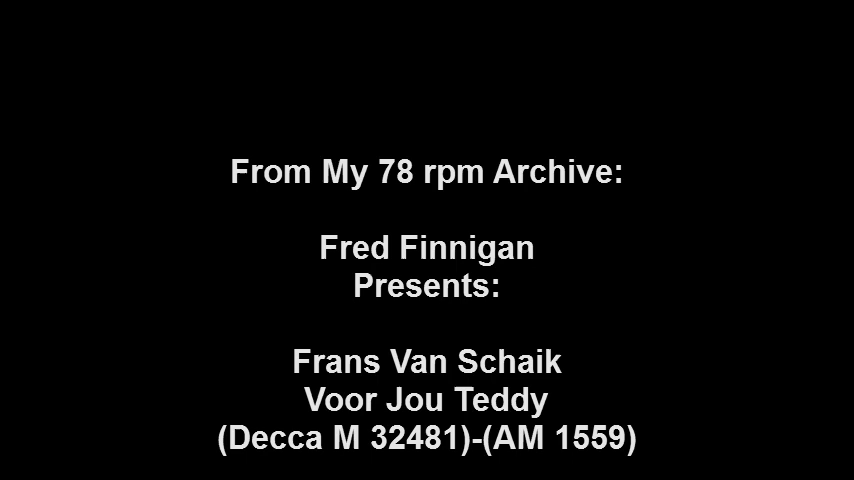 From My 78 rpm Archive:
Fred Finnigan
Presents:
Frans Van Schaik
Voor Jou Teddy
(Decca M 32481)-(AM 1559)